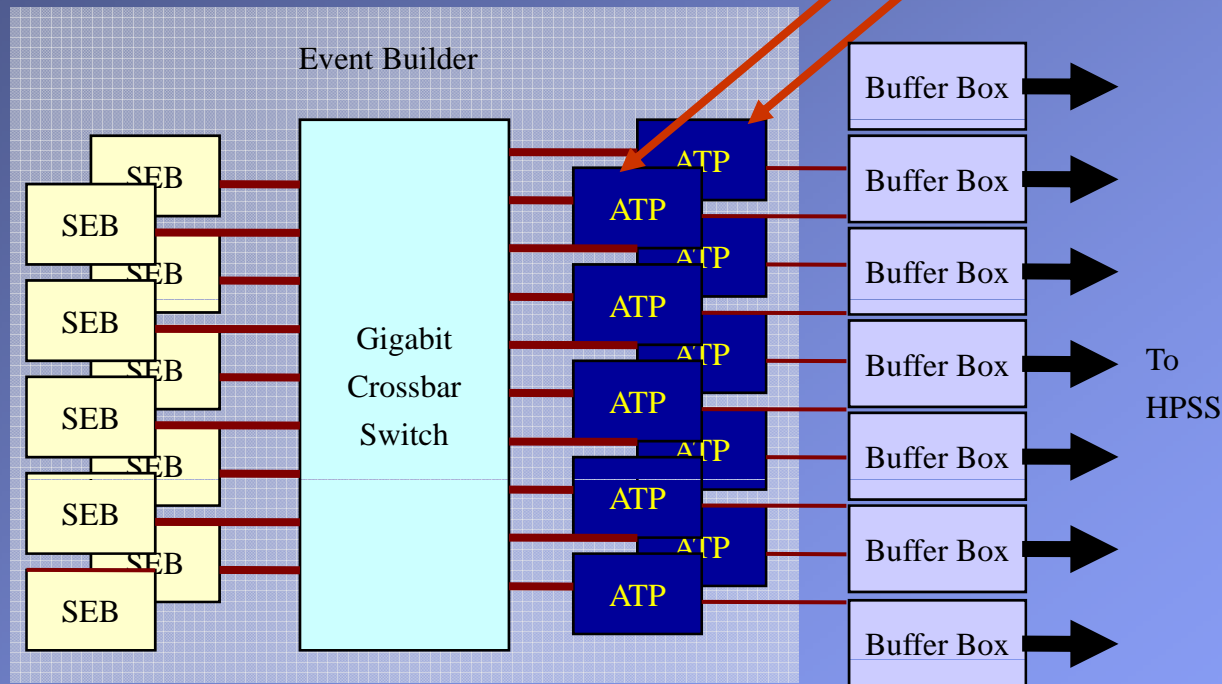 Event Builder
SEB
SEB
SEB
SEB
SEB
SEB
SEB
SEB
SEB
SEB
Gigabit
Crossbar
Switch
ATP
ATP
ATP
ATP
ATP
ATP
ATP
ATP
ATP
ATP
Buffer Box
Buffer Box
Buffer Box
Buffer Box
Buffer Box
Buffer Box
Buffer Box
To
HPSS